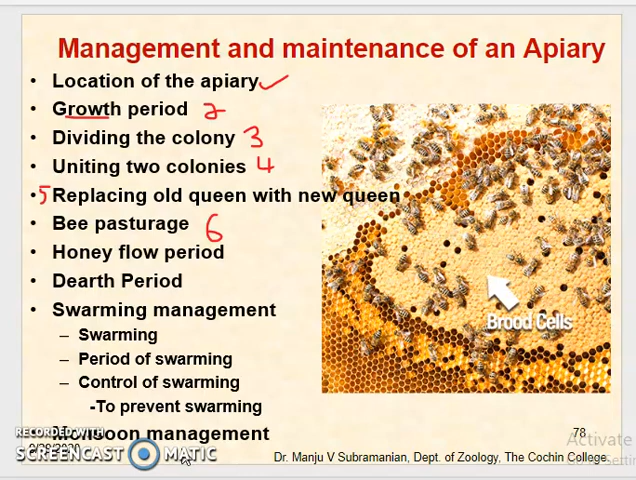 Management and maintenance of an Apiary
• Location of the apiary ✓
• Growth period 2
• Dividing the colony 3
• Uniting two colonies 4
• 5 Replacing old queen with new queen
• Bee pasturage 6
• Honey flow period
• Dearth Period
• Swarming management
– Swarming
– Period of swarming
– Control of swarming
-To prevent swarming
Monsoon management
Brood Cells
RECORDED WITH
SCREENCAST MATIC
78
Activate
Dr. Manju V Subramanian, Dept. of Zoology, The Cochin College